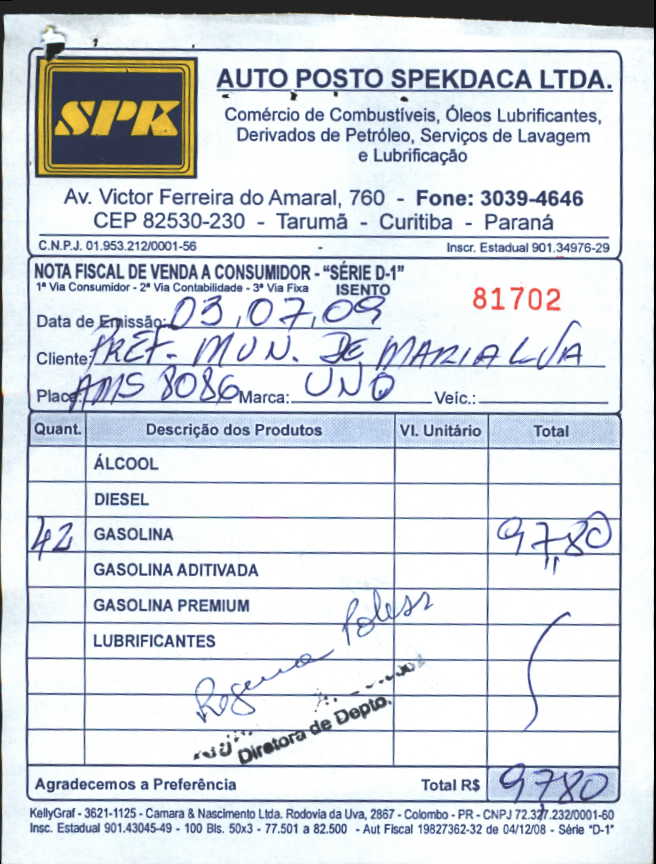 SPK
AUTO POSTO SPEKDACA LTDA.
Comércio de Combustíveis, Óleos Lubrificantes,
Derivados de Petróleo, Serviços de Lavagem
e Lubrificação
Av. Victor Ferreira do Amaral, 760 - Fone: 3039-4646
CEP 82530-230 - Tarumã - Curitiba - Paraná
C.N.P.J. 01.953.212/0001-56 - Inscr. Estadual 901.34976-29
NOTA FISCAL DE VENDA A CONSUMIDOR - "SÉRIE D-1"
1ª Via Consumidor - 2ª Via Contabilidade - 3ª Via Fixa ISENTO
81702
Data de Emissão: 03,07,09
Cliente PREF. MUN. DE MARIALVA
Placa: AMS 8086 Marca: UNO Veíc.:
Quant. Descrição dos Produtos Vl. Unitário Total
ÁLCOOL
DIESEL
42 GASOLINA 97,80
GASOLINA ADITIVADA
GASOLINA PREMIUM
LUBRIFICANTES
Diretora de Depto.
Agradecemos a Preferência Total R$ 97,80
KellyGraf - 3621-1125 - Camara & Nascimento Ltda. Rodovia da Uva, 2867 - Colombo - PR - CNPJ 72.327.232/0001-60
Insc. Estadual 901.43045-49 - 100 Bls. 50x3 - 77.501 a 82.500 - Aut Fiscal 19827362-32 de 04/12/08 - Série "D-1"